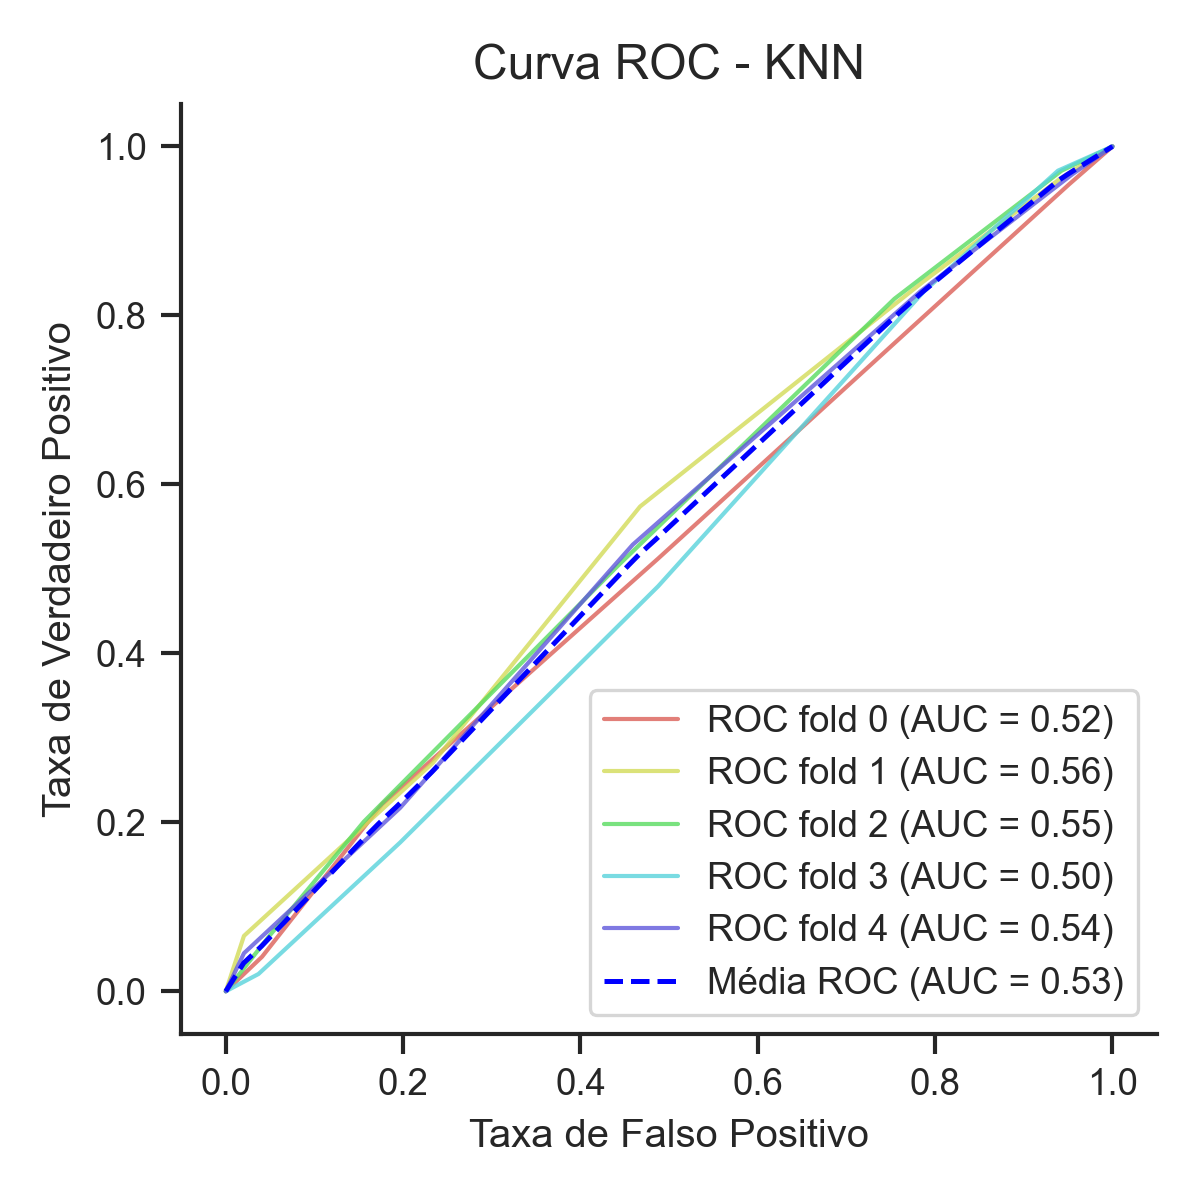 Curva ROC - KNN
Taxa de Verdadeiro Positivo
1.0
0.8
0.6
0.4
0.2
0.0
ROC fold 0 (AUC = 0.52)
ROC fold 1 (AUC = 0.56)
ROC fold 2 (AUC = 0.55)
ROC fold 3 (AUC = 0.50)
ROC fold 4 (AUC = 0.54)
Média ROC (AUC = 0.53)
0.0 0.2 0.4 0.6 0.8 1.0
Taxa de Falso Positivo